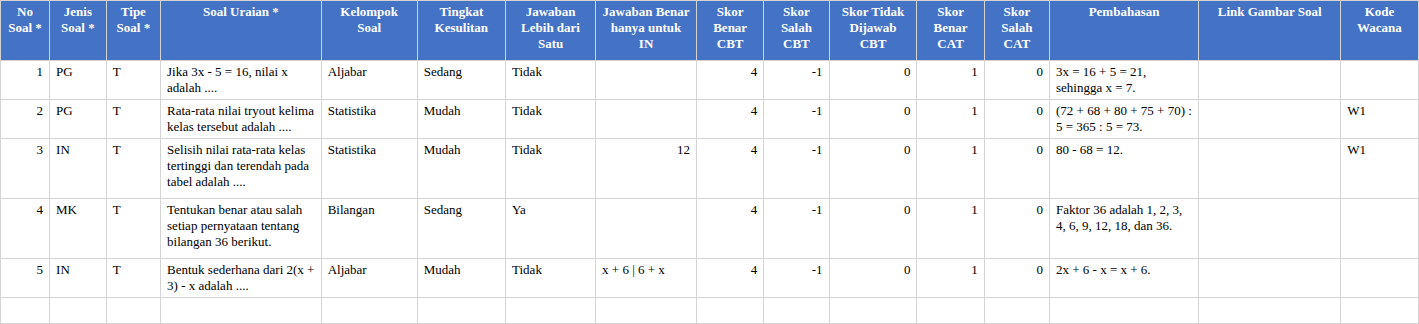 No Soal * | Jenis Soal * | Tipe Soal * | Soal Uraian * | Kelompok Soal | Tingkat Kesulitan | Jawaban Lebih dari Satu | Jawaban Benar hanya untuk IN | Skor Benar CBT | Skor Salah CBT | Skor Tidak Dijawab CBT | Skor Benar CAT | Skor Salah CAT | Pembahasan | Link Gambar Soal | Kode Wacana
1 | PG | T | Jika 3x - 5 = 16, nilai x adalah .... | Aljabar | Sedang | Tidak | | 4 | -1 | 0 | 1 | 0 | 3x = 16 + 5 = 21, sehingga x = 7. | |
2 | PG | T | Rata-rata nilai tryout kelima kelas tersebut adalah .... | Statistika | Mudah | Tidak | | 4 | -1 | 0 | 1 | 0 | (72 + 68 + 80 + 75 + 70) : 5 = 365 : 5 = 73. | | W1
3 | IN | T | Selisih nilai rata-rata kelas tertinggi dan terendah pada tabel adalah .... | Statistika | Mudah | Tidak | 12 | 4 | -1 | 0 | 1 | 0 | 80 - 68 = 12. | | W1
4 | MK | T | Tentukan benar atau salah setiap pernyataan tentang bilangan 36 berikut. | Bilangan | Sedang | Ya | | 4 | -1 | 0 | 1 | 0 | Faktor 36 adalah 1, 2, 3, 4, 6, 9, 12, 18, dan 36. | |
5 | IN | T | Bentuk sederhana dari 2(x + 3) - x adalah .... | Aljabar | Mudah | Tidak | x + 6 | 6 + x | 4 | -1 | 0 | 1 | 0 | 2x + 6 - x = x + 6. | |